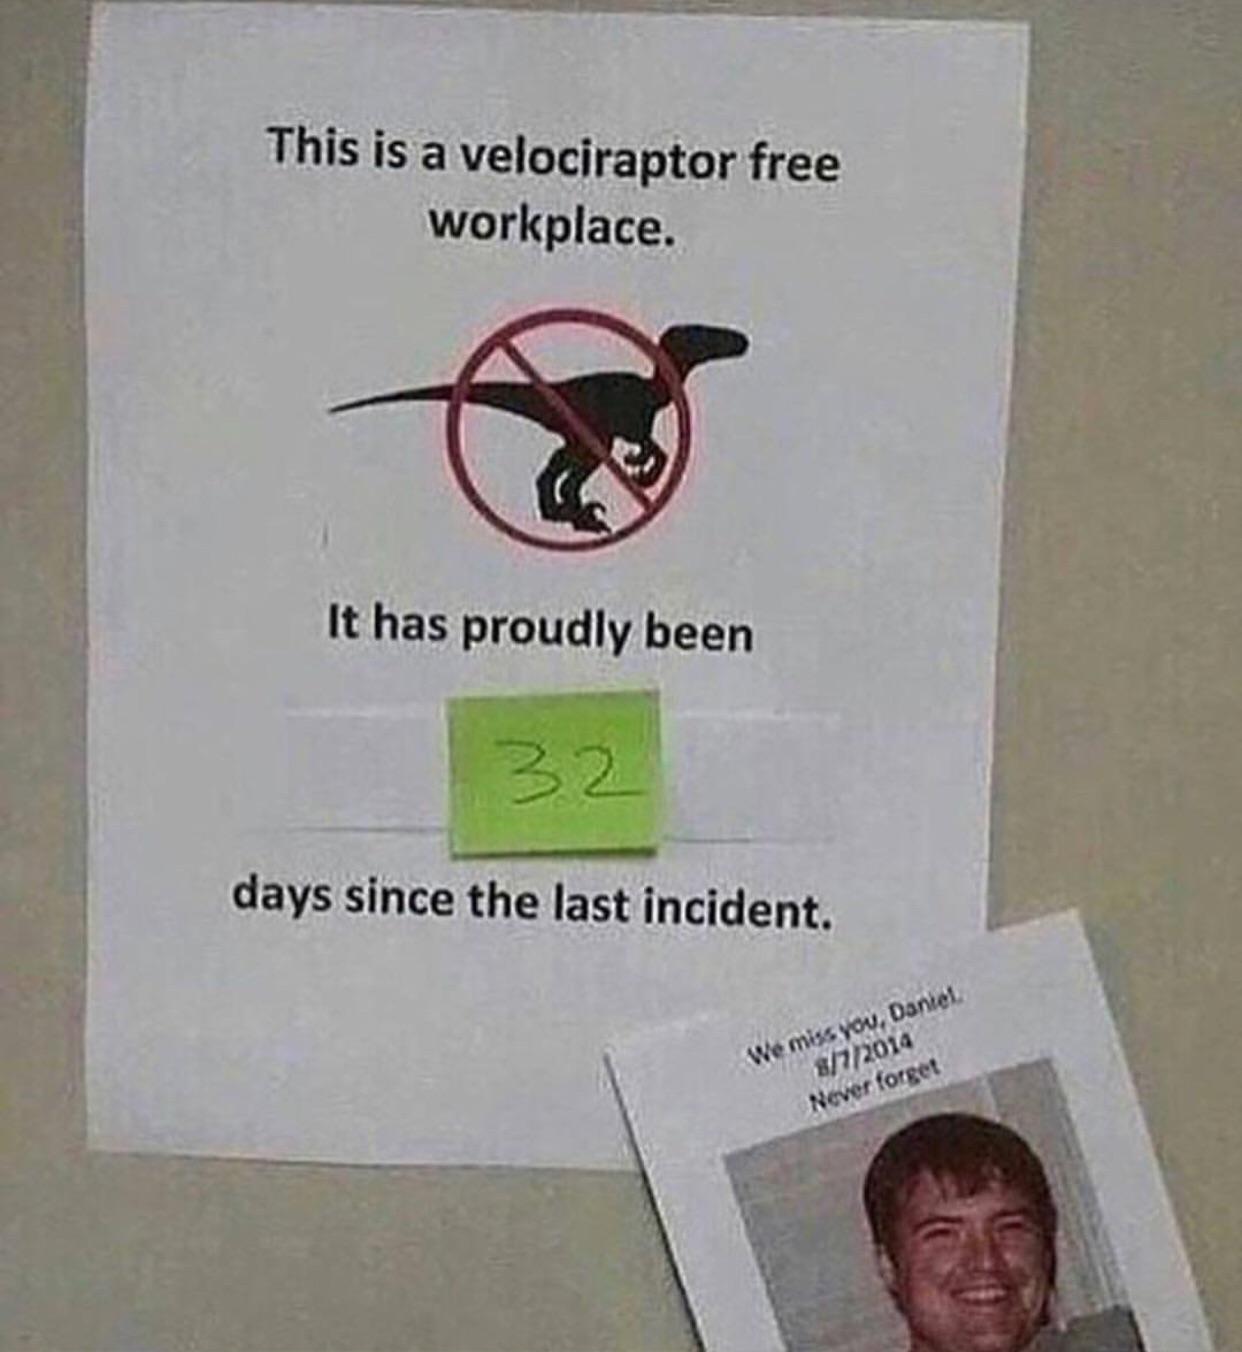 This is a velociraptor free
workplace.
It has proudly been
32
days since the last incident.
We miss you, Daniel.
8/7/2014
Never forget